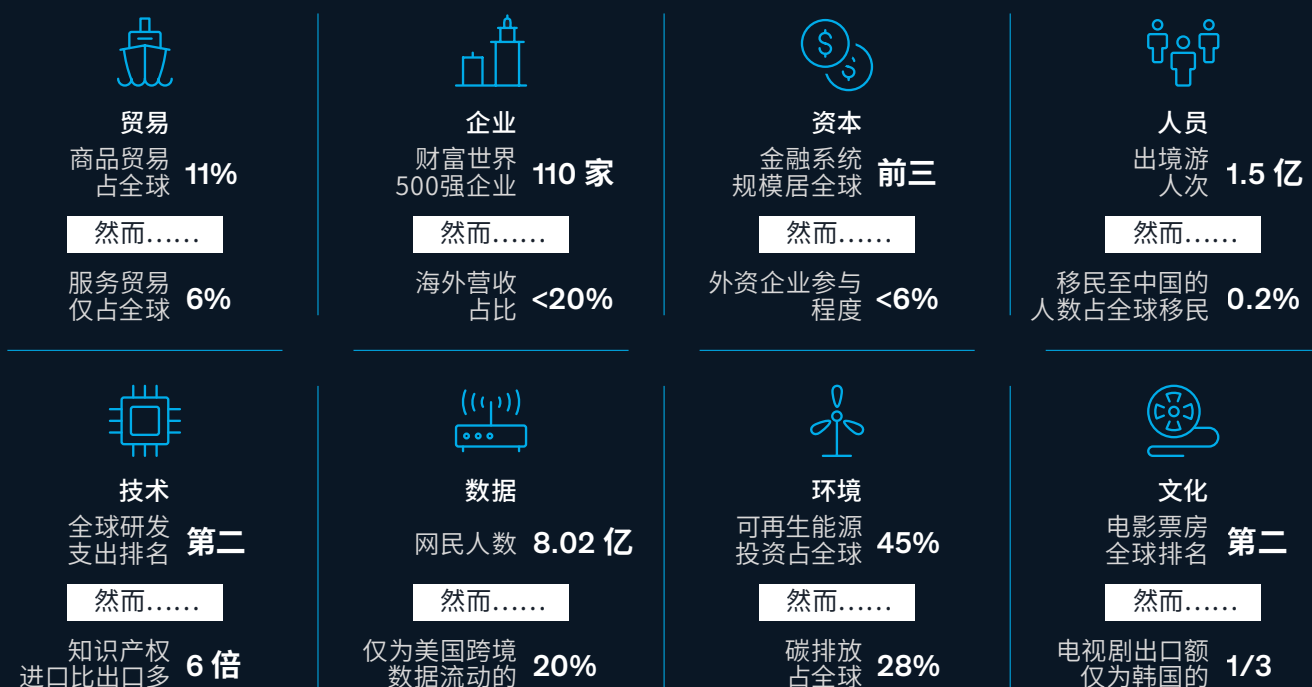 贸易
商品贸易
占全球
11%
然而……
服务贸易
仅占全球
6%
企业
财富世界
500强企业
110 家
然而……
海外营收
占比
<20%
资本
金融系统
规模居全球
前三
然而……
外资企业参与
程度
<6%
人员
出境游
人次
1.5 亿
然而……
移民至中国的
人数占全球移民
0.2%
技术
全球研发
支出排名
第二
然而……
知识产权
进口比出口多
6 倍
数据
网民人数 8.02 亿
然而……
仅为美国跨境
数据流动的
20%
环境
可再生能源
投资占全球
45%
然而……
碳排放
占全球
28%
文化
电影票房
全球排名
第二
然而……
电视剧出口额
仅为韩国的
1/3